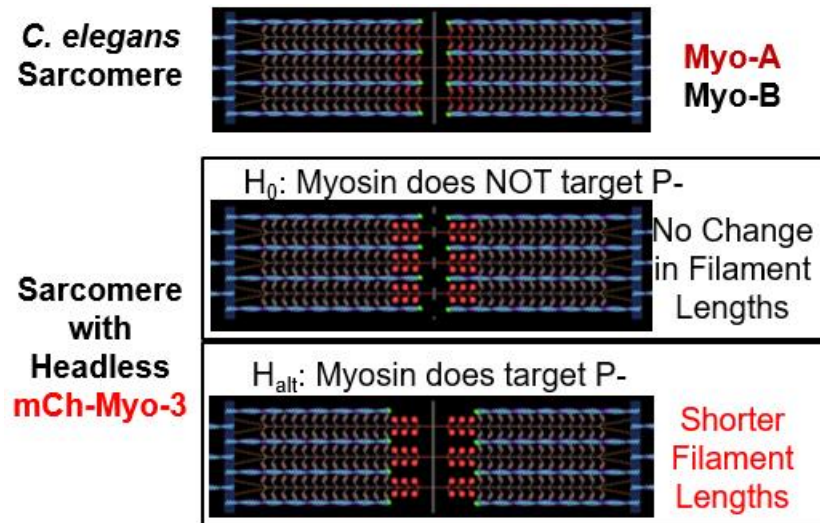 C. elegans
Sarcomere
Myo-A
Myo-B
H₀: Myosin does NOT target P-
No Change
in Filament
Lengths
Sarcomere
with
Headless
mCh-Myo-3
Hₐₗₜ: Myosin does target P-
Shorter
Filament
Lengths